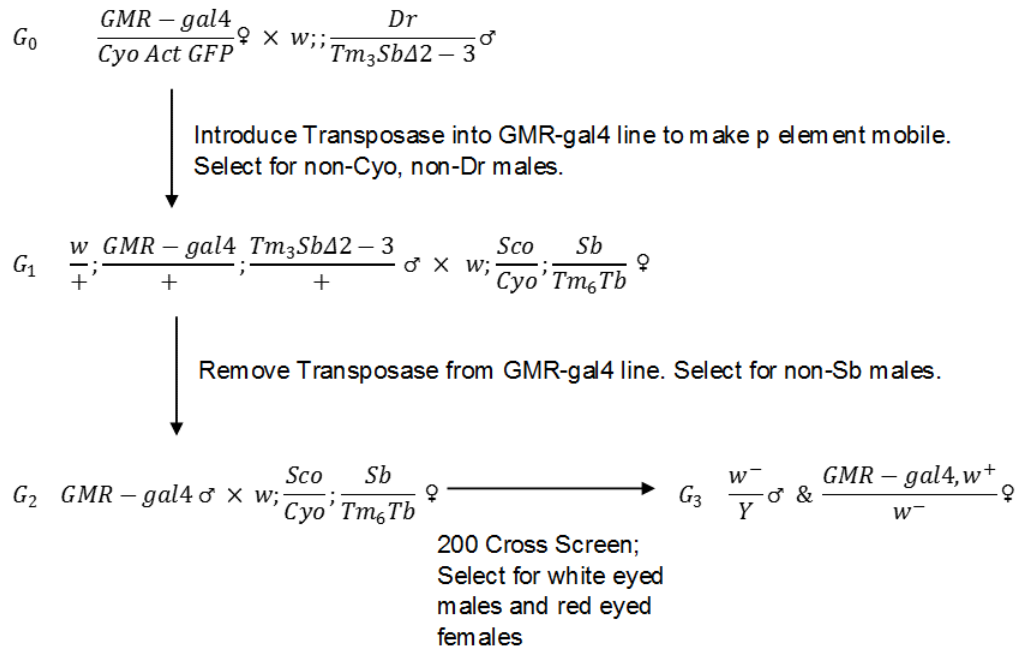 G₀ GMR − gal4 / Cyo Act GFP ♀ × w;; Dr / Tm₃SbΔ2 − 3 ♂
Introduce Transposase into GMR-gal4 line to make p element mobile.
Select for non-Cyo, non-Dr males.
G₁ w / + ; GMR − gal4 / + ; Tm₃SbΔ2 − 3 / + ♂ × w; Sco / Cyo ; Sb / Tm₆Tb ♀
Remove Transposase from GMR-gal4 line. Select for non-Sb males.
G₂ GMR − gal4 ♂ × w; Sco / Cyo ; Sb / Tm₆Tb ♀ G₃ w⁻ / Y ♂ & GMR − gal4, w⁺ / w⁻ ♀
200 Cross Screen;
Select for white eyed
males and red eyed
females